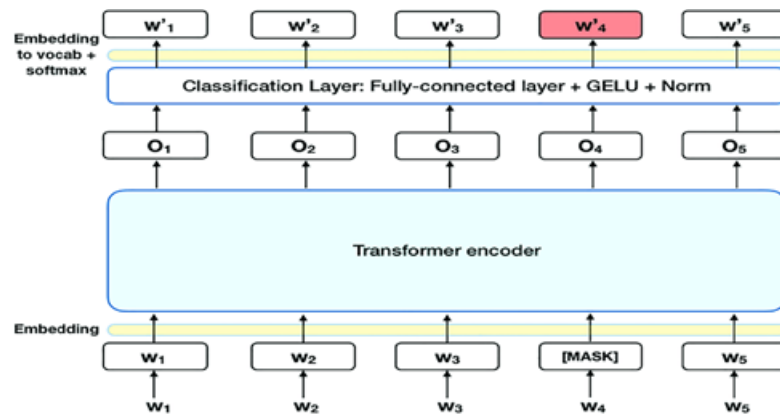 w'₁ w'₂ w'₃ w'₄ w'₅
Embedding
to vocab +
softmax
Classification Layer: Fully-connected layer + GELU + Norm
O₁ O₂ O₃ O₄ O₅
Transformer encoder
Embedding
w₁ w₂ w₃ [MASK] w₅
w₁ w₂ w₃ w₄ w₅